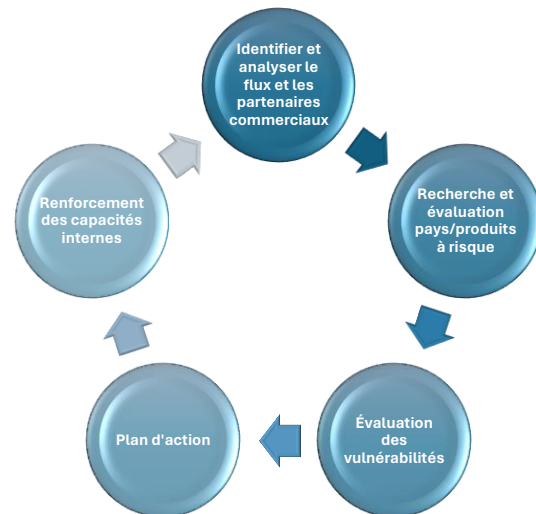 Identifier et
analyser le
flux et les
partenaires
commerciaux
Recherche et
évaluation
pays/produits
à risque
Évaluation
des
vulnérabilités
Plan d'action
Renforcement
des capacités
internes